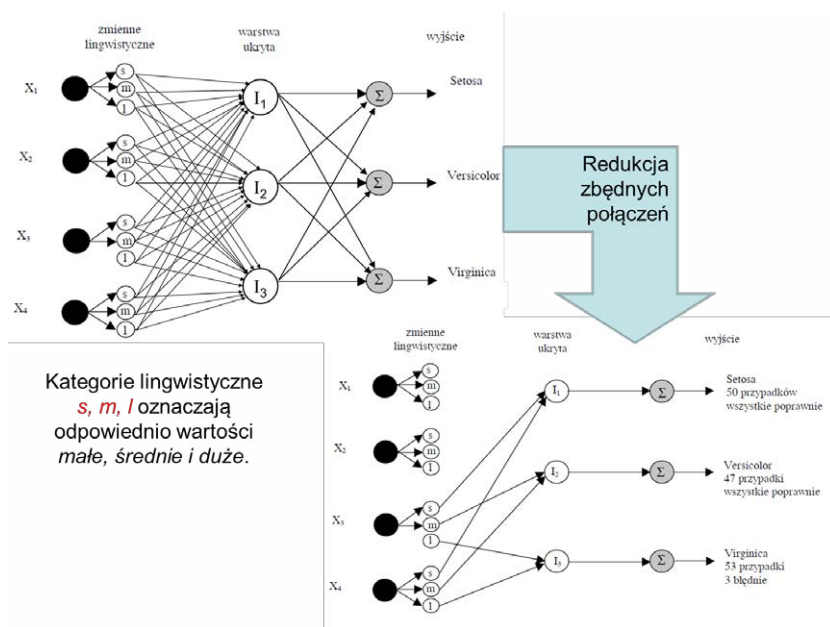 zmienne
lingwistyczne
warstwa
ukryta
wyjście
X₁
s
m
l
X₂
s
m
l
X₃
s
m
l
X₄
s
m
l
I₁
I₂
I₃
Σ
Σ
Σ
Setosa
Versicolor
Virginica
Redukcja
zbędnych
połączeń
Kategorie lingwistyczne
s, m, l oznaczają
odpowiednio wartości
małe, średnie i duże.
zmienne
lingwistyczne
warstwa
ukryta
wyjście
X₁
s
m
l
X₂
s
m
l
X₃
s
m
l
X₄
s
m
l
I₁
I₂
I₃
Σ
Σ
Σ
Setosa
50 przypadków
wszystkie poprawnie
Versicolor
47 przypadki
wszystkie poprawnie
Virginica
53 przypadki
3 błędnie